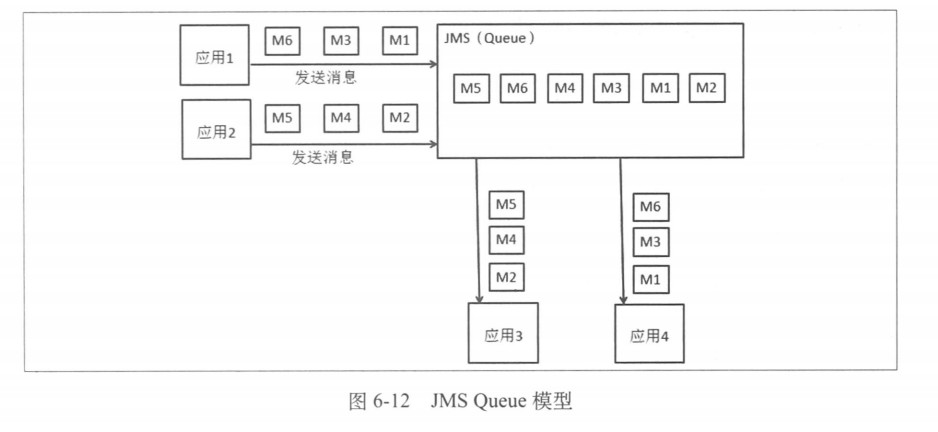 应用1
M6 M3 M1
发送消息
应用2
M5 M4 M2
发送消息
JMS（Queue）
M5 M6 M4 M3 M1 M2
M5
M4
M2
应用3
M6
M3
M1
应用4
图 6-12 JMS Queue 模型